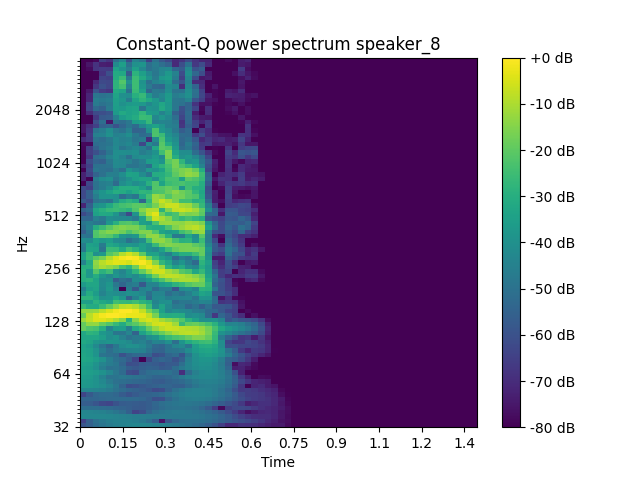 Constant-Q power spectrum speaker_8
Hz
2048
1024
512
256
128
64
32
0 0.15 0.3 0.45 0.6 0.75 0.9 1.1 1.2 1.4
Time
+0 dB
-10 dB
-20 dB
-30 dB
-40 dB
-50 dB
-60 dB
-70 dB
-80 dB